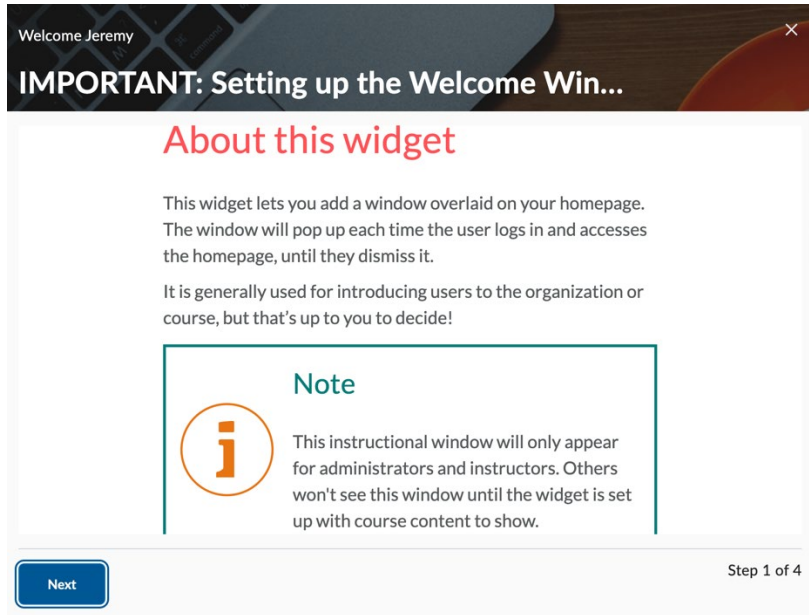 Welcome Jeremy
IMPORTANT: Setting up the Welcome Win...
About this widget
This widget lets you add a window overlaid on your homepage.
The window will pop up each time the user logs in and accesses
the homepage, until they dismiss it.
It is generally used for introducing users to the organization or
course, but that's up to you to decide!
Note
This instructional window will only appear
for administrators and instructors. Others
won't see this window until the widget is set
up with course content to show.
Next
Step 1 of 4